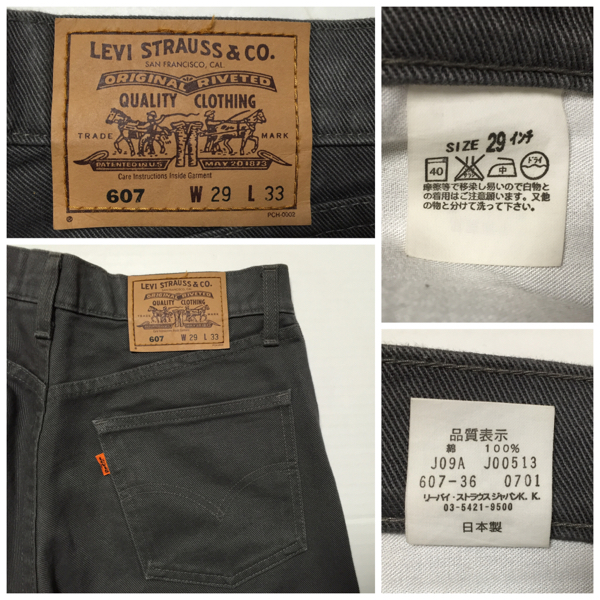 LEVI STRAUSS & CO.
SAN FRANCISCO, CAL.
ORIGINAL RIVETED
QUALITY CLOTHING
TRADE MARK
PATENTED IN U.S. MAY 20 1873
Care Instructions Inside Garment
607 W 29 L 33
® PCH-0002
SIZE 29 インチ
40 中 ドライ
摩擦等で移染し易いので白物と
の着用はご注意願います。又他
の物と分けて洗って下さい。
LEVI STRAUSS & CO.
ORIGINAL RIVETED
QUALITY CLOTHING
607 W 29 L 33
品質表示
綿 100%
J09A J00513
607-36 0701
リーバイ・ストラウス ジャパンK.K.
03-5421-9500
日本製